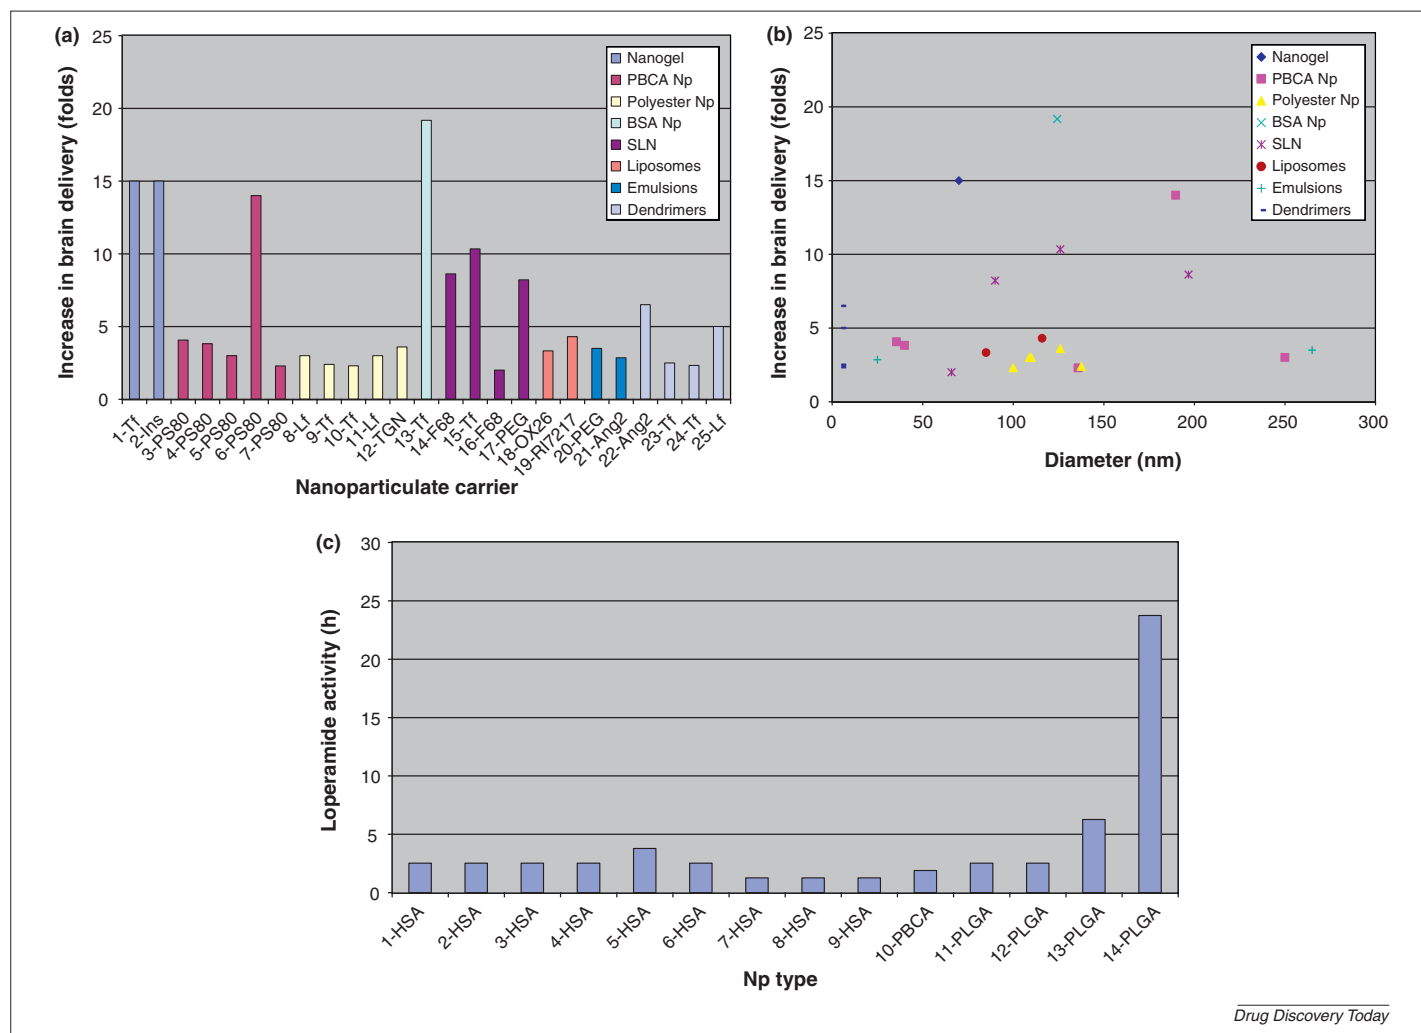 (a)
25
20
15
10
5
0
Increase in brain delivery (folds)
Nanogel
PBCA Np
Polyester Np
BSA Np
SLN
Liposomes
Emulsions
Dendrimers
1-Tf
2-Ins
3-PS80
4-PS80
5-PS80
6-PS80
7-PS80
8-Lf
9-Tf
10-Tf
11-Lf
12-TGN
13-Tf
14-F68
15-Tf
16-F68
17-PEG
18-OX26
19-RI7217
20-PEG
21-Ang2
22-Ang2
23-Tf
24-Tf
25-Lf
Nanoparticulate carrier
(b)
25
20
15
10
5
0
Increase in brain delivery (folds)
Nanogel
PBCA Np
Polyester Np
BSA Np
SLN
Liposomes
Emulsions
Dendrimers
0 50 100 150 200 250 300
Diameter (nm)
(c)
30
25
20
15
10
5
0
Loperamide activity (h)
1-HSA
2-HSA
3-HSA
4-HSA
5-HSA
6-HSA
7-HSA
8-HSA
9-HSA
10-PBCA
11-PLGA
12-PLGA
13-PLGA
14-PLGA
Np type
Drug Discovery Today